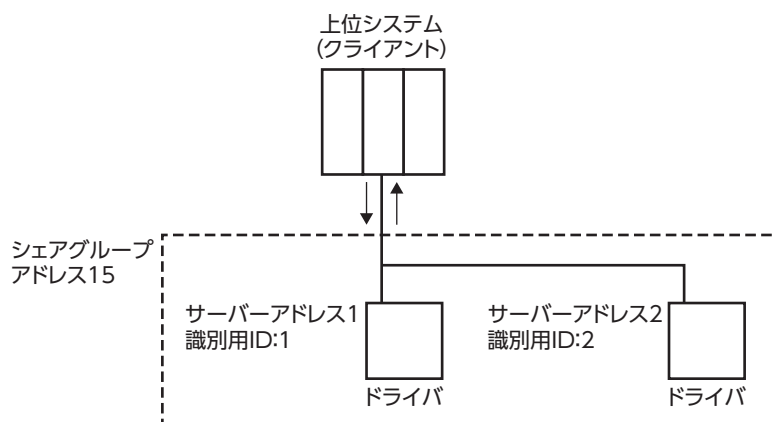 上位システム
(クライアント)
シェアグループ
アドレス15
サーバーアドレス1
識別用ID:1
ドライバ
サーバーアドレス2
識別用ID:2
ドライバ